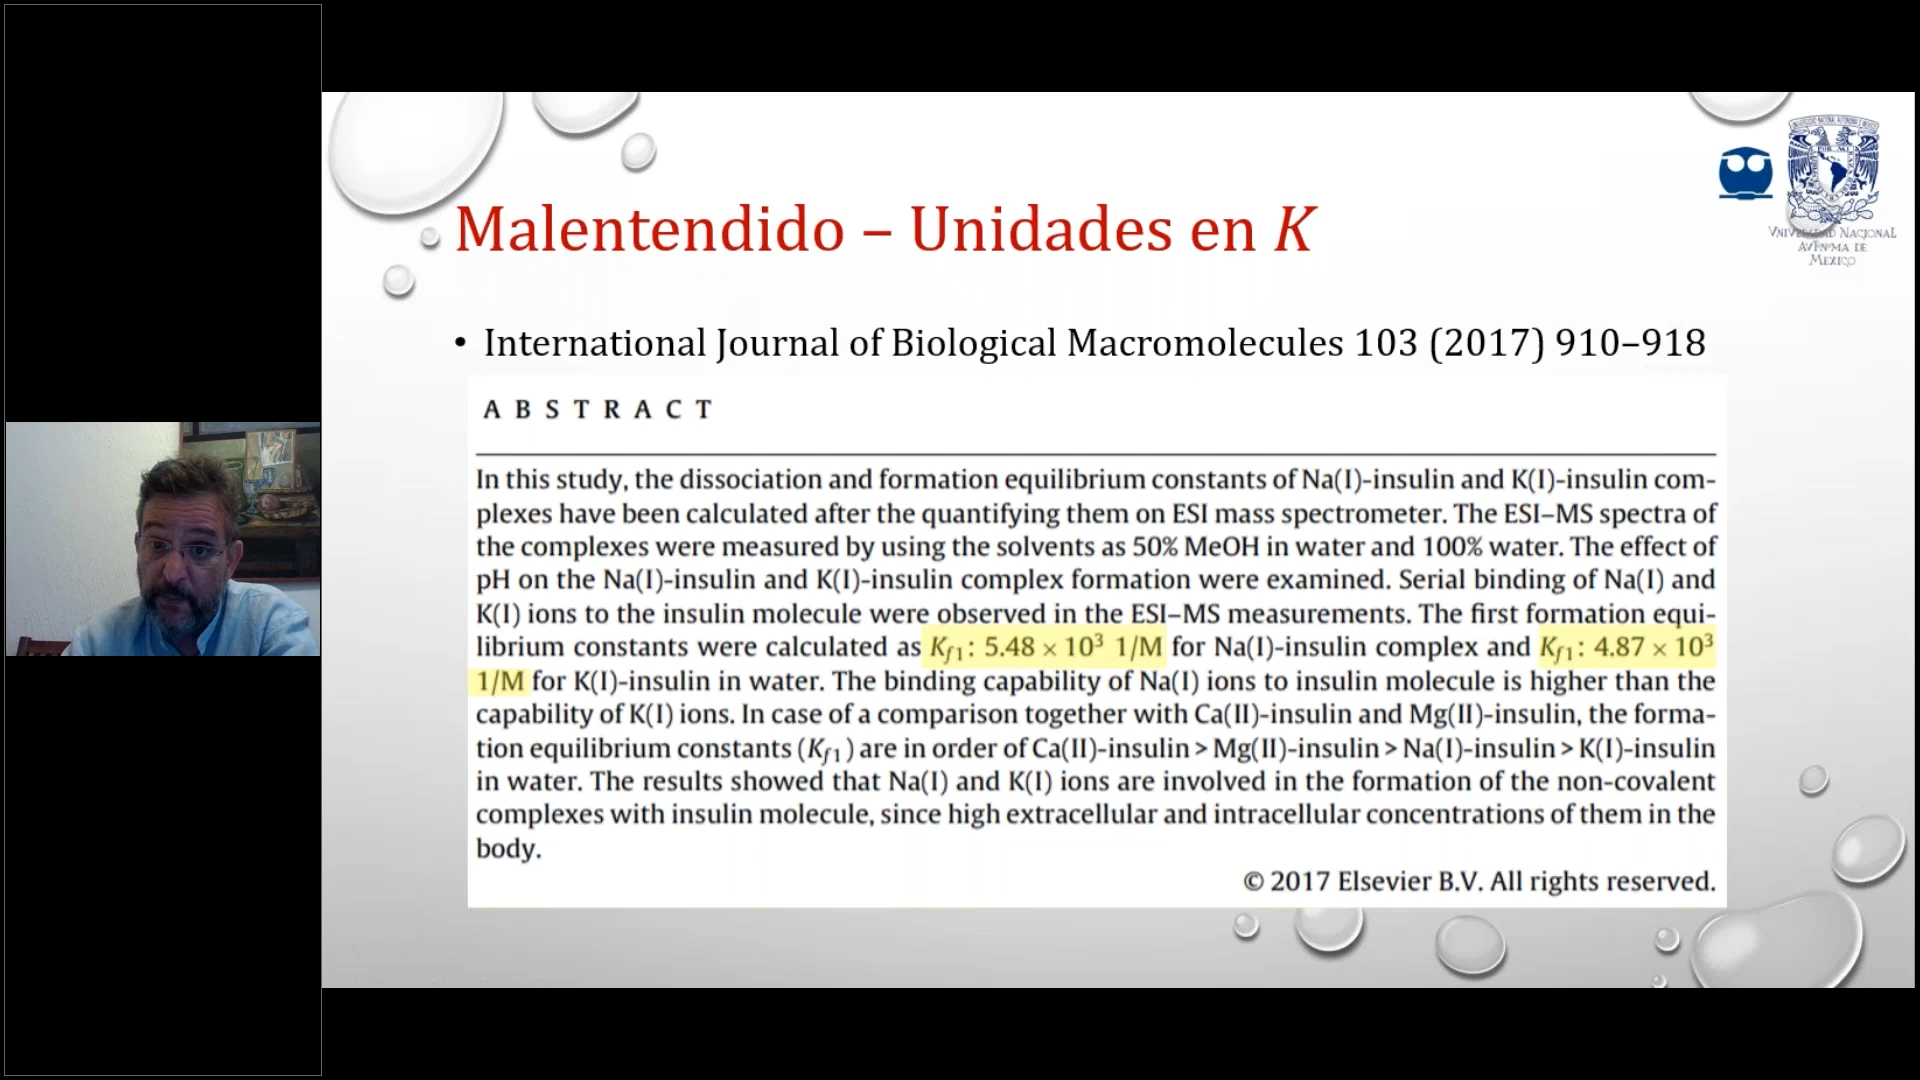 Malentendido – Unidades en K
VNIVERSIDAD NACIONAL
AVTNºMA DE
MEXICO
• International Journal of Biological Macromolecules 103 (2017) 910–918
A B S T R A C T
In this study, the dissociation and formation equilibrium constants of Na(I)-insulin and K(I)-insulin com-
plexes have been calculated after the quantifying them on ESI mass spectrometer. The ESI–MS spectra of
the complexes were measured by using the solvents as 50% MeOH in water and 100% water. The effect of
pH on the Na(I)-insulin and K(I)-insulin complex formation were examined. Serial binding of Na(I) and
K(I) ions to the insulin molecule were observed in the ESI–MS measurements. The first formation equi-
librium constants were calculated as Kf1: 5.48 × 10³ 1/M for Na(I)-insulin complex and Kf1: 4.87 × 10³
1/M for K(I)-insulin in water. The binding capability of Na(I) ions to insulin molecule is higher than the
capability of K(I) ions. In case of a comparison together with Ca(II)-insulin and Mg(II)-insulin, the forma-
tion equilibrium constants (Kf1) are in order of Ca(II)-insulin > Mg(II)-insulin > Na(I)-insulin > K(I)-insulin
in water. The results showed that Na(I) and K(I) ions are involved in the formation of the non-covalent
complexes with insulin molecule, since high extracellular and intracellular concentrations of them in the
body.
© 2017 Elsevier B.V. All rights reserved.